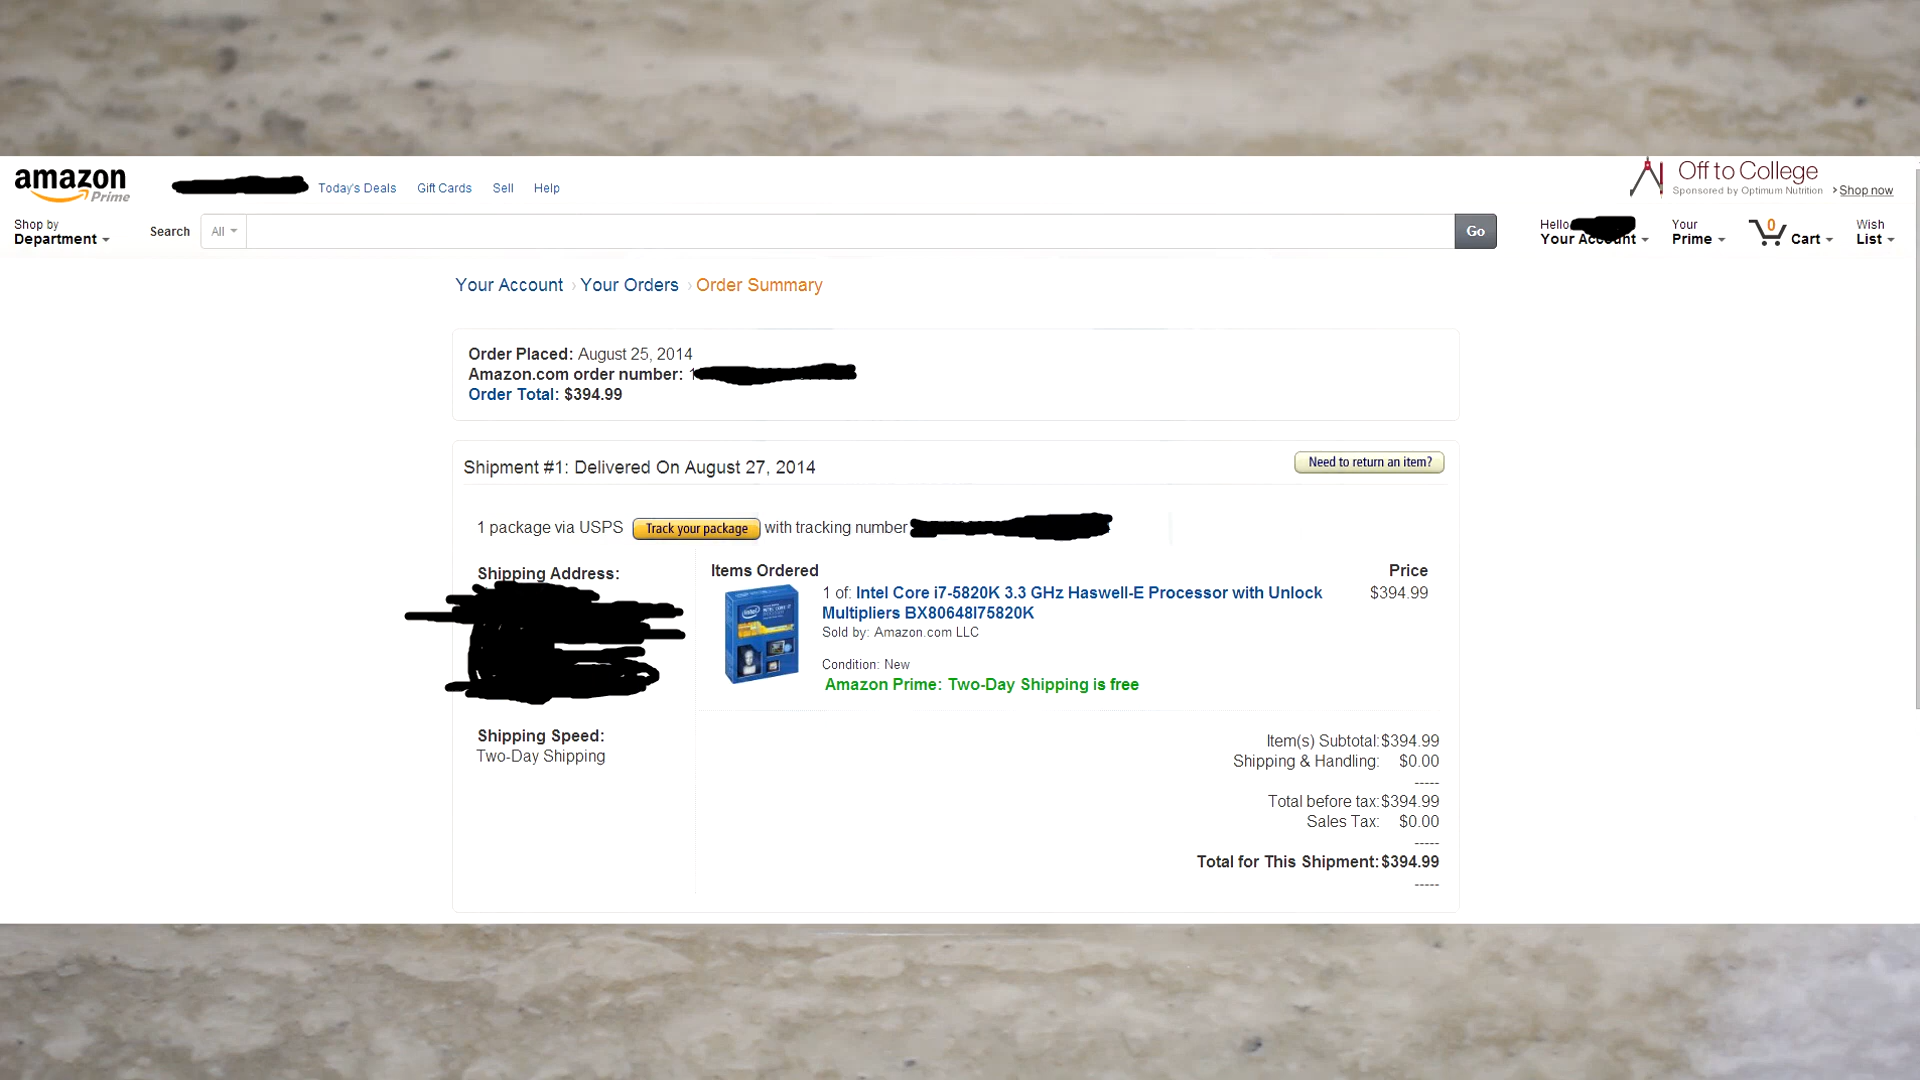 amazon
Prime
Today's Deals Gift Cards Sell Help
Off to College
Sponsored by Optimum Nutrition › Shop now
Shop by
Department
Search All Go
Hello
Your Account
Your
Prime
0
Cart
Wish
List
Your Account › Your Orders › Order Summary
Order Placed: August 25, 2014
Amazon.com order number: 1
Order Total: $394.99
Shipment #1: Delivered On August 27, 2014
Need to return an item?
1 package via USPS Track your package with tracking number
Shipping Address:
Items Ordered Price
1 of: Intel Core i7-5820K 3.3 GHz Haswell-E Processor with Unlock $394.99
Multipliers BX80648I75820K
Sold by: Amazon.com LLC
Condition: New
Amazon Prime: Two-Day Shipping is free
Shipping Speed:
Two-Day Shipping
Item(s) Subtotal: $394.99
Shipping & Handling: $0.00
-----
Total before tax: $394.99
Sales Tax: $0.00
-----
Total for This Shipment: $394.99
-----